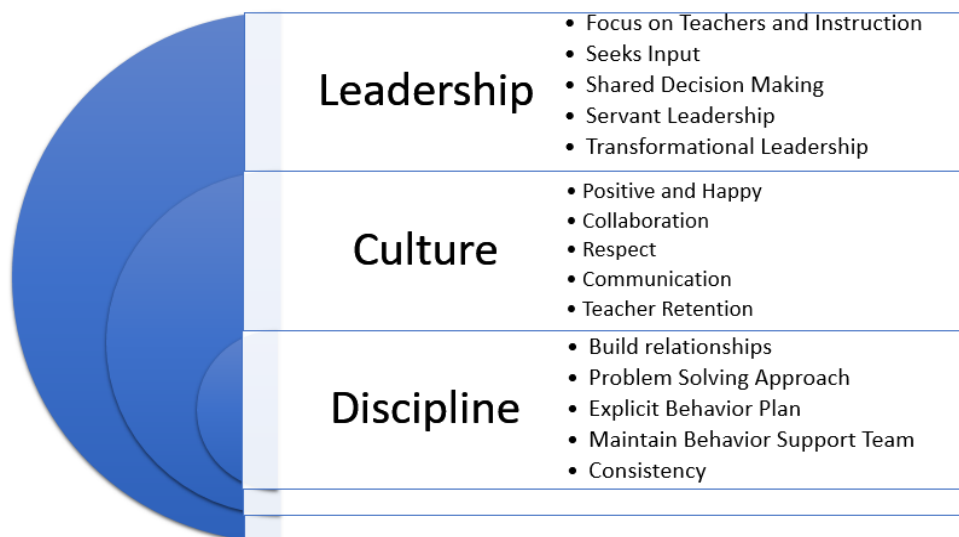 Leadership
• Focus on Teachers and Instruction
• Seeks Input
• Shared Decision Making
• Servant Leadership
• Transformational Leadership
Culture
• Positive and Happy
• Collaboration
• Respect
• Communication
• Teacher Retention
Discipline
• Build relationships
• Problem Solving Approach
• Explicit Behavior Plan
• Maintain Behavior Support Team
• Consistency